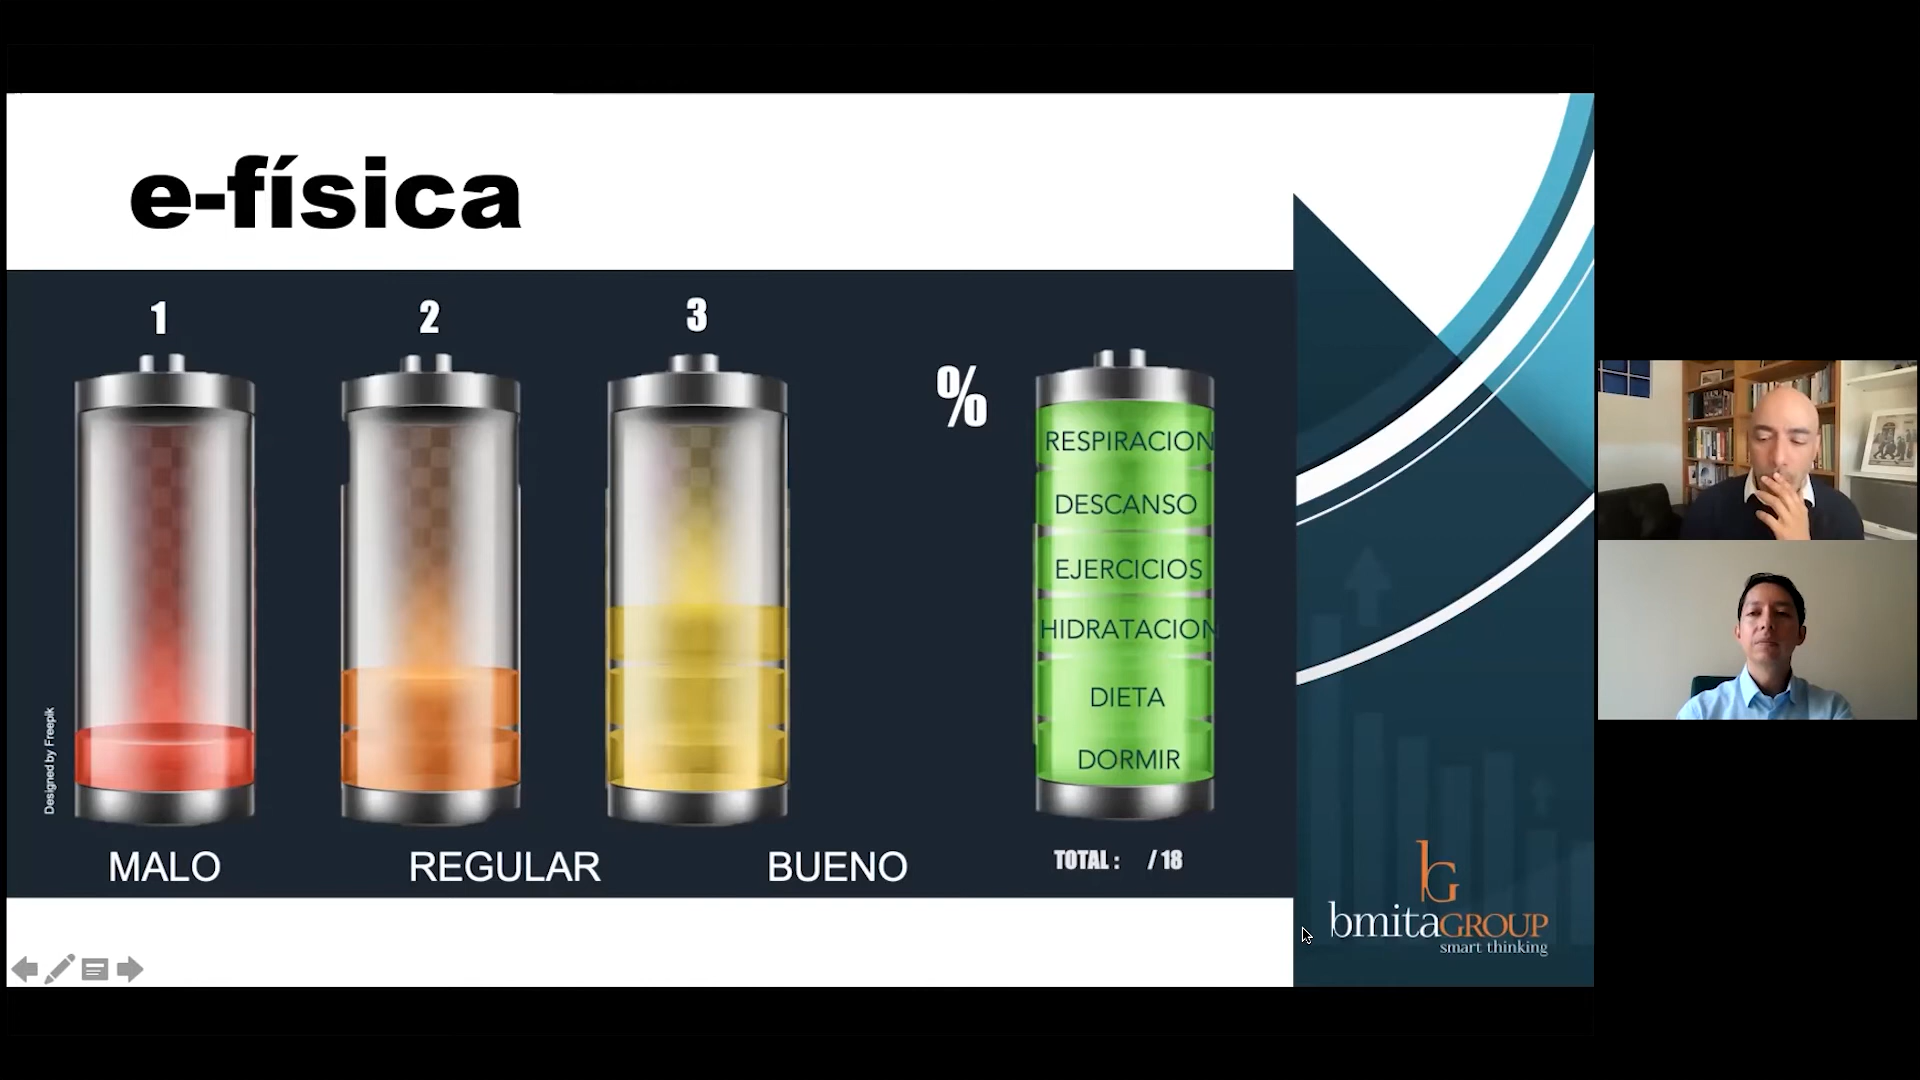 e-física
1
2
3
%
RESPIRACION
DESCANSO
EJERCICIOS
HIDRATACION
DIETA
DORMIR
Designed by Freepik
MALO
REGULAR
BUENO
TOTAL : / 18
bG
bmitaGROUP
smart thinking